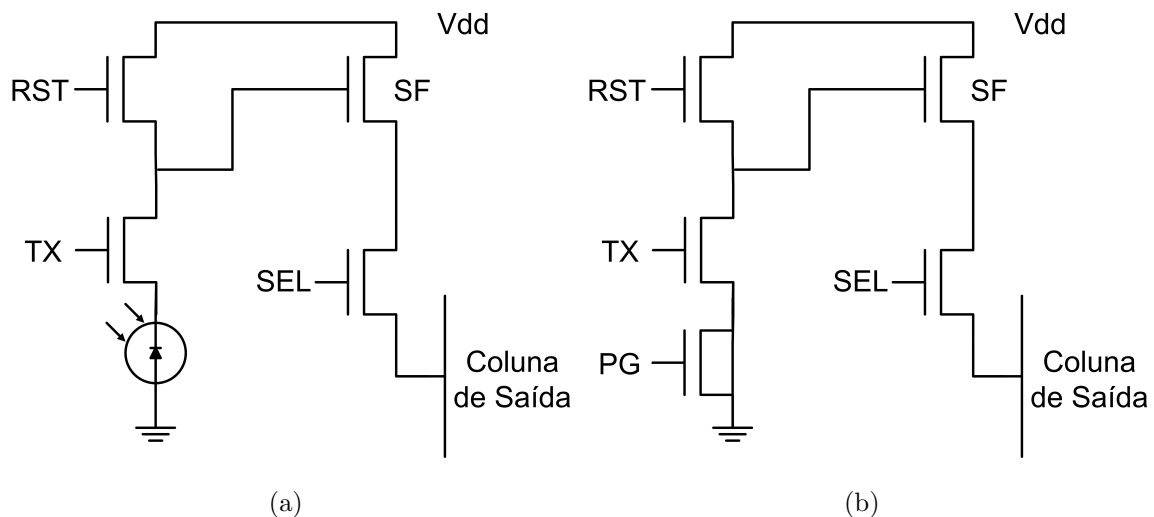 Vdd
RST
SF
TX
SEL
Coluna
de Saída
(a)
Vdd
RST
SF
TX
SEL
PG
Coluna
de Saída
(b)